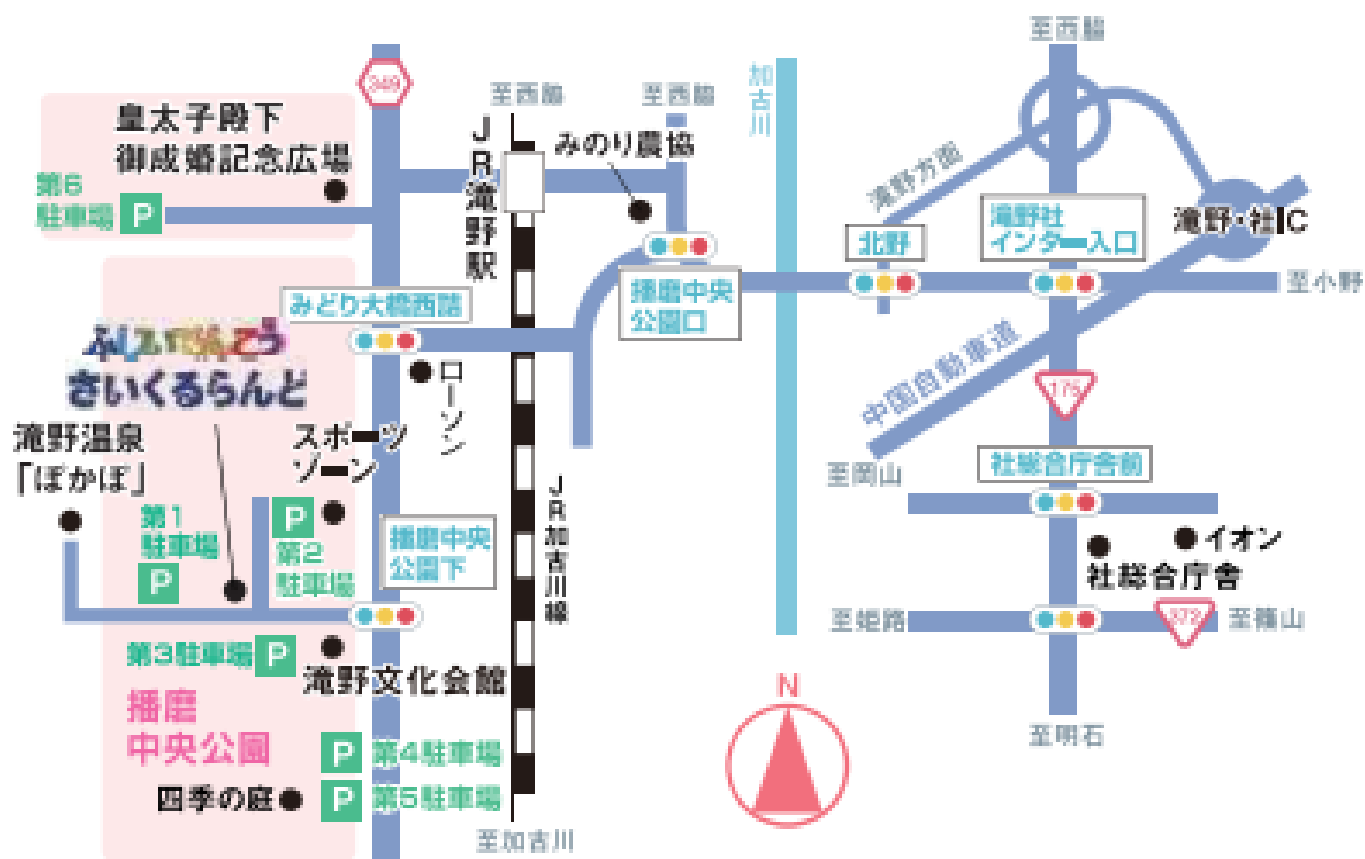 至西脇
349
至西脇
至西脇
加古川
皇太子殿下
御成婚記念広場
第6
駐車場
P
JR滝野駅
みのり農協
滝野方面
滝野社
インター入口
北野
滝野・社IC
みどり大橋西詰
播磨中央
公園口
至小野
さいくるらんど
ローソン
中国自動車道
175
滝野温泉
「ぽかぽ」
スポーツ
ゾーン
至岡山
社総合庁舎前
第1
駐車場
P
P
第2
駐車場
播磨中央
公園下
JR加古川線
イオン
社総合庁舎
至姫路
372
至篠山
第3駐車場
P
滝野文化会館
播磨
中央公園
N
至明石
P
第4駐車場
四季の庭
P
第5駐車場
至加古川